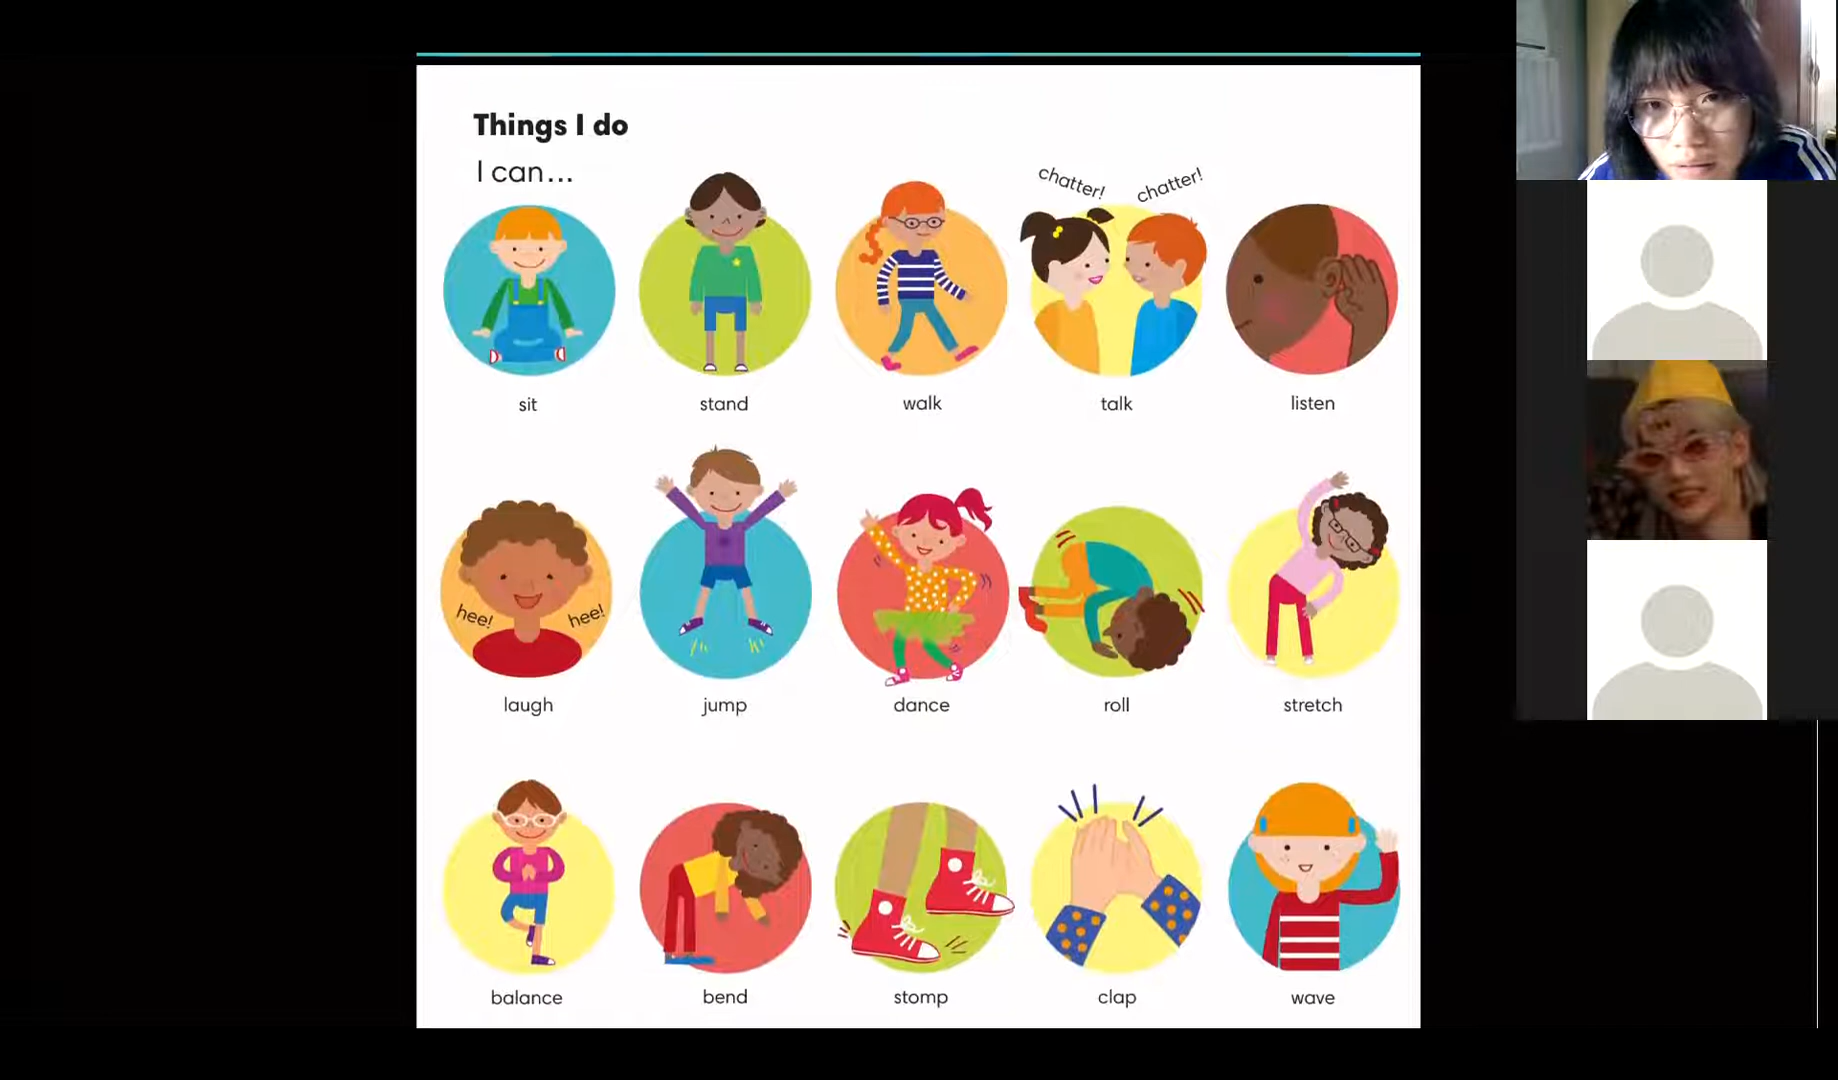 Things I do
I can...
chatter! chatter!
sit stand walk talk listen
hee! hee!
laugh jump dance roll stretch
balance bend stomp clap wave